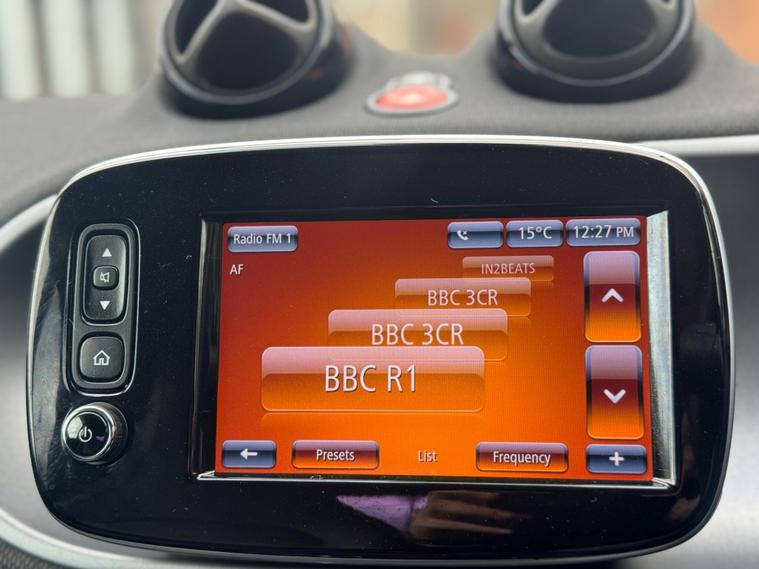 Radio FM 1
15°C
12:27 PM
AF
IN2BEATS
BBC 3CR
BBC 3CR
BBC R1
Presets
List
Frequency